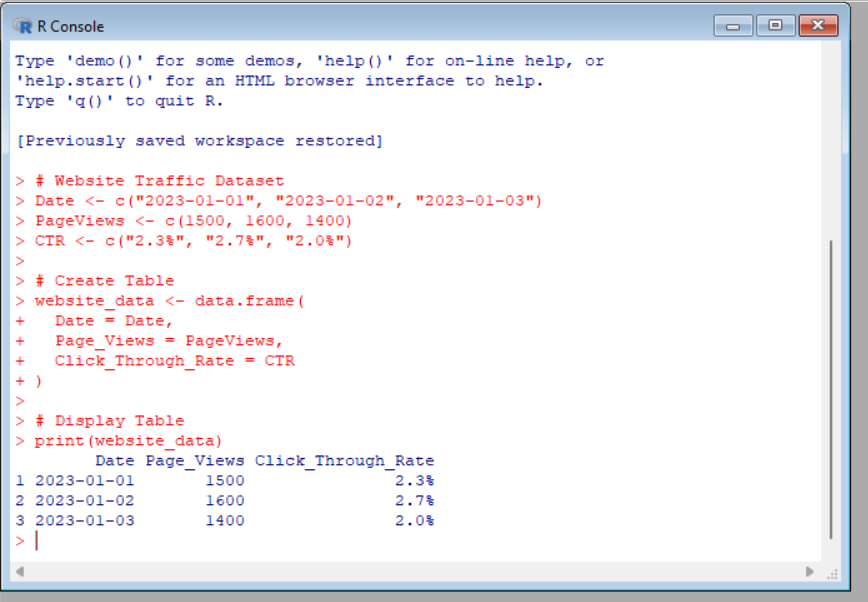 R Console
Type 'demo()' for some demos, 'help()' for on-line help, or
'help.start()' for an HTML browser interface to help.
Type 'q()' to quit R.
[Previously saved workspace restored]
> # Website Traffic Dataset
> Date <- c("2023-01-01", "2023-01-02", "2023-01-03")
> PageViews <- c(1500, 1600, 1400)
> CTR <- c("2.3%", "2.7%", "2.0%")
>
> # Create Table
> website_data <- data.frame(
+   Date = Date,
+   Page_Views = PageViews,
+   Click_Through_Rate = CTR
+ )
>
> # Display Table
> print(website_data)
        Date Page_Views Click_Through_Rate
1 2023-01-01       1500               2.3%
2 2023-01-02       1600               2.7%
3 2023-01-03       1400               2.0%
>